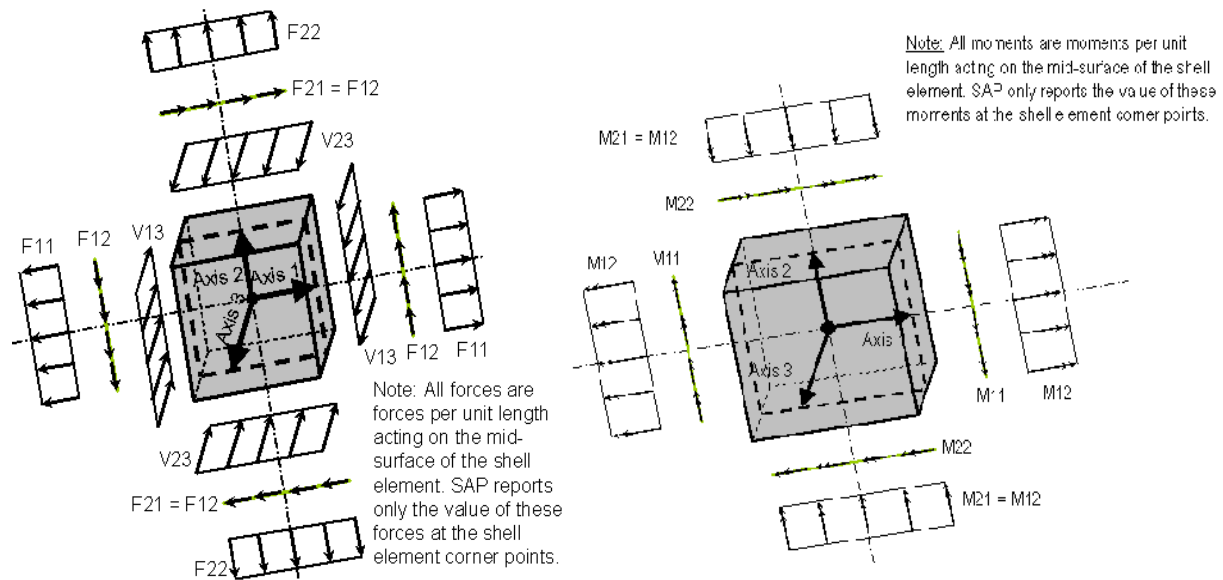 F22
F21 = F12
V23
F11
F12
V13
Axis 2
Axis 1
Axis 3
V13
F12
F11
V23
F21 = F12
F22
Note: All forces are
forces per unit length
acting on the mid-
surface of the shell
element. SAP reports
only the value of these
forces at the shell
element corner points.
Note: All moments are moments per unit
length acting on the mid-surface of the shell
element. SAP only reports the value of these
moments at the shell element corner points.
M21 = M12
M22
M12
M11
Axis 2
Axis
Axis 3
M11
M12
M22
M21 = M12